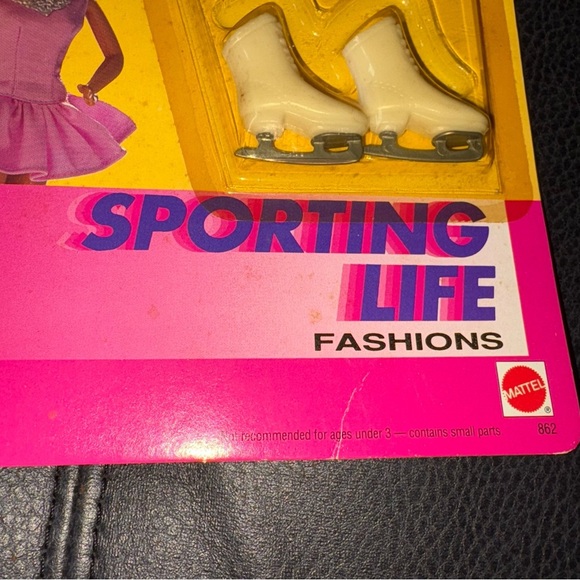 SPORTING
LIFE
FASHIONS
MATTEL
®
recommended for ages under 3 — contains small parts
862